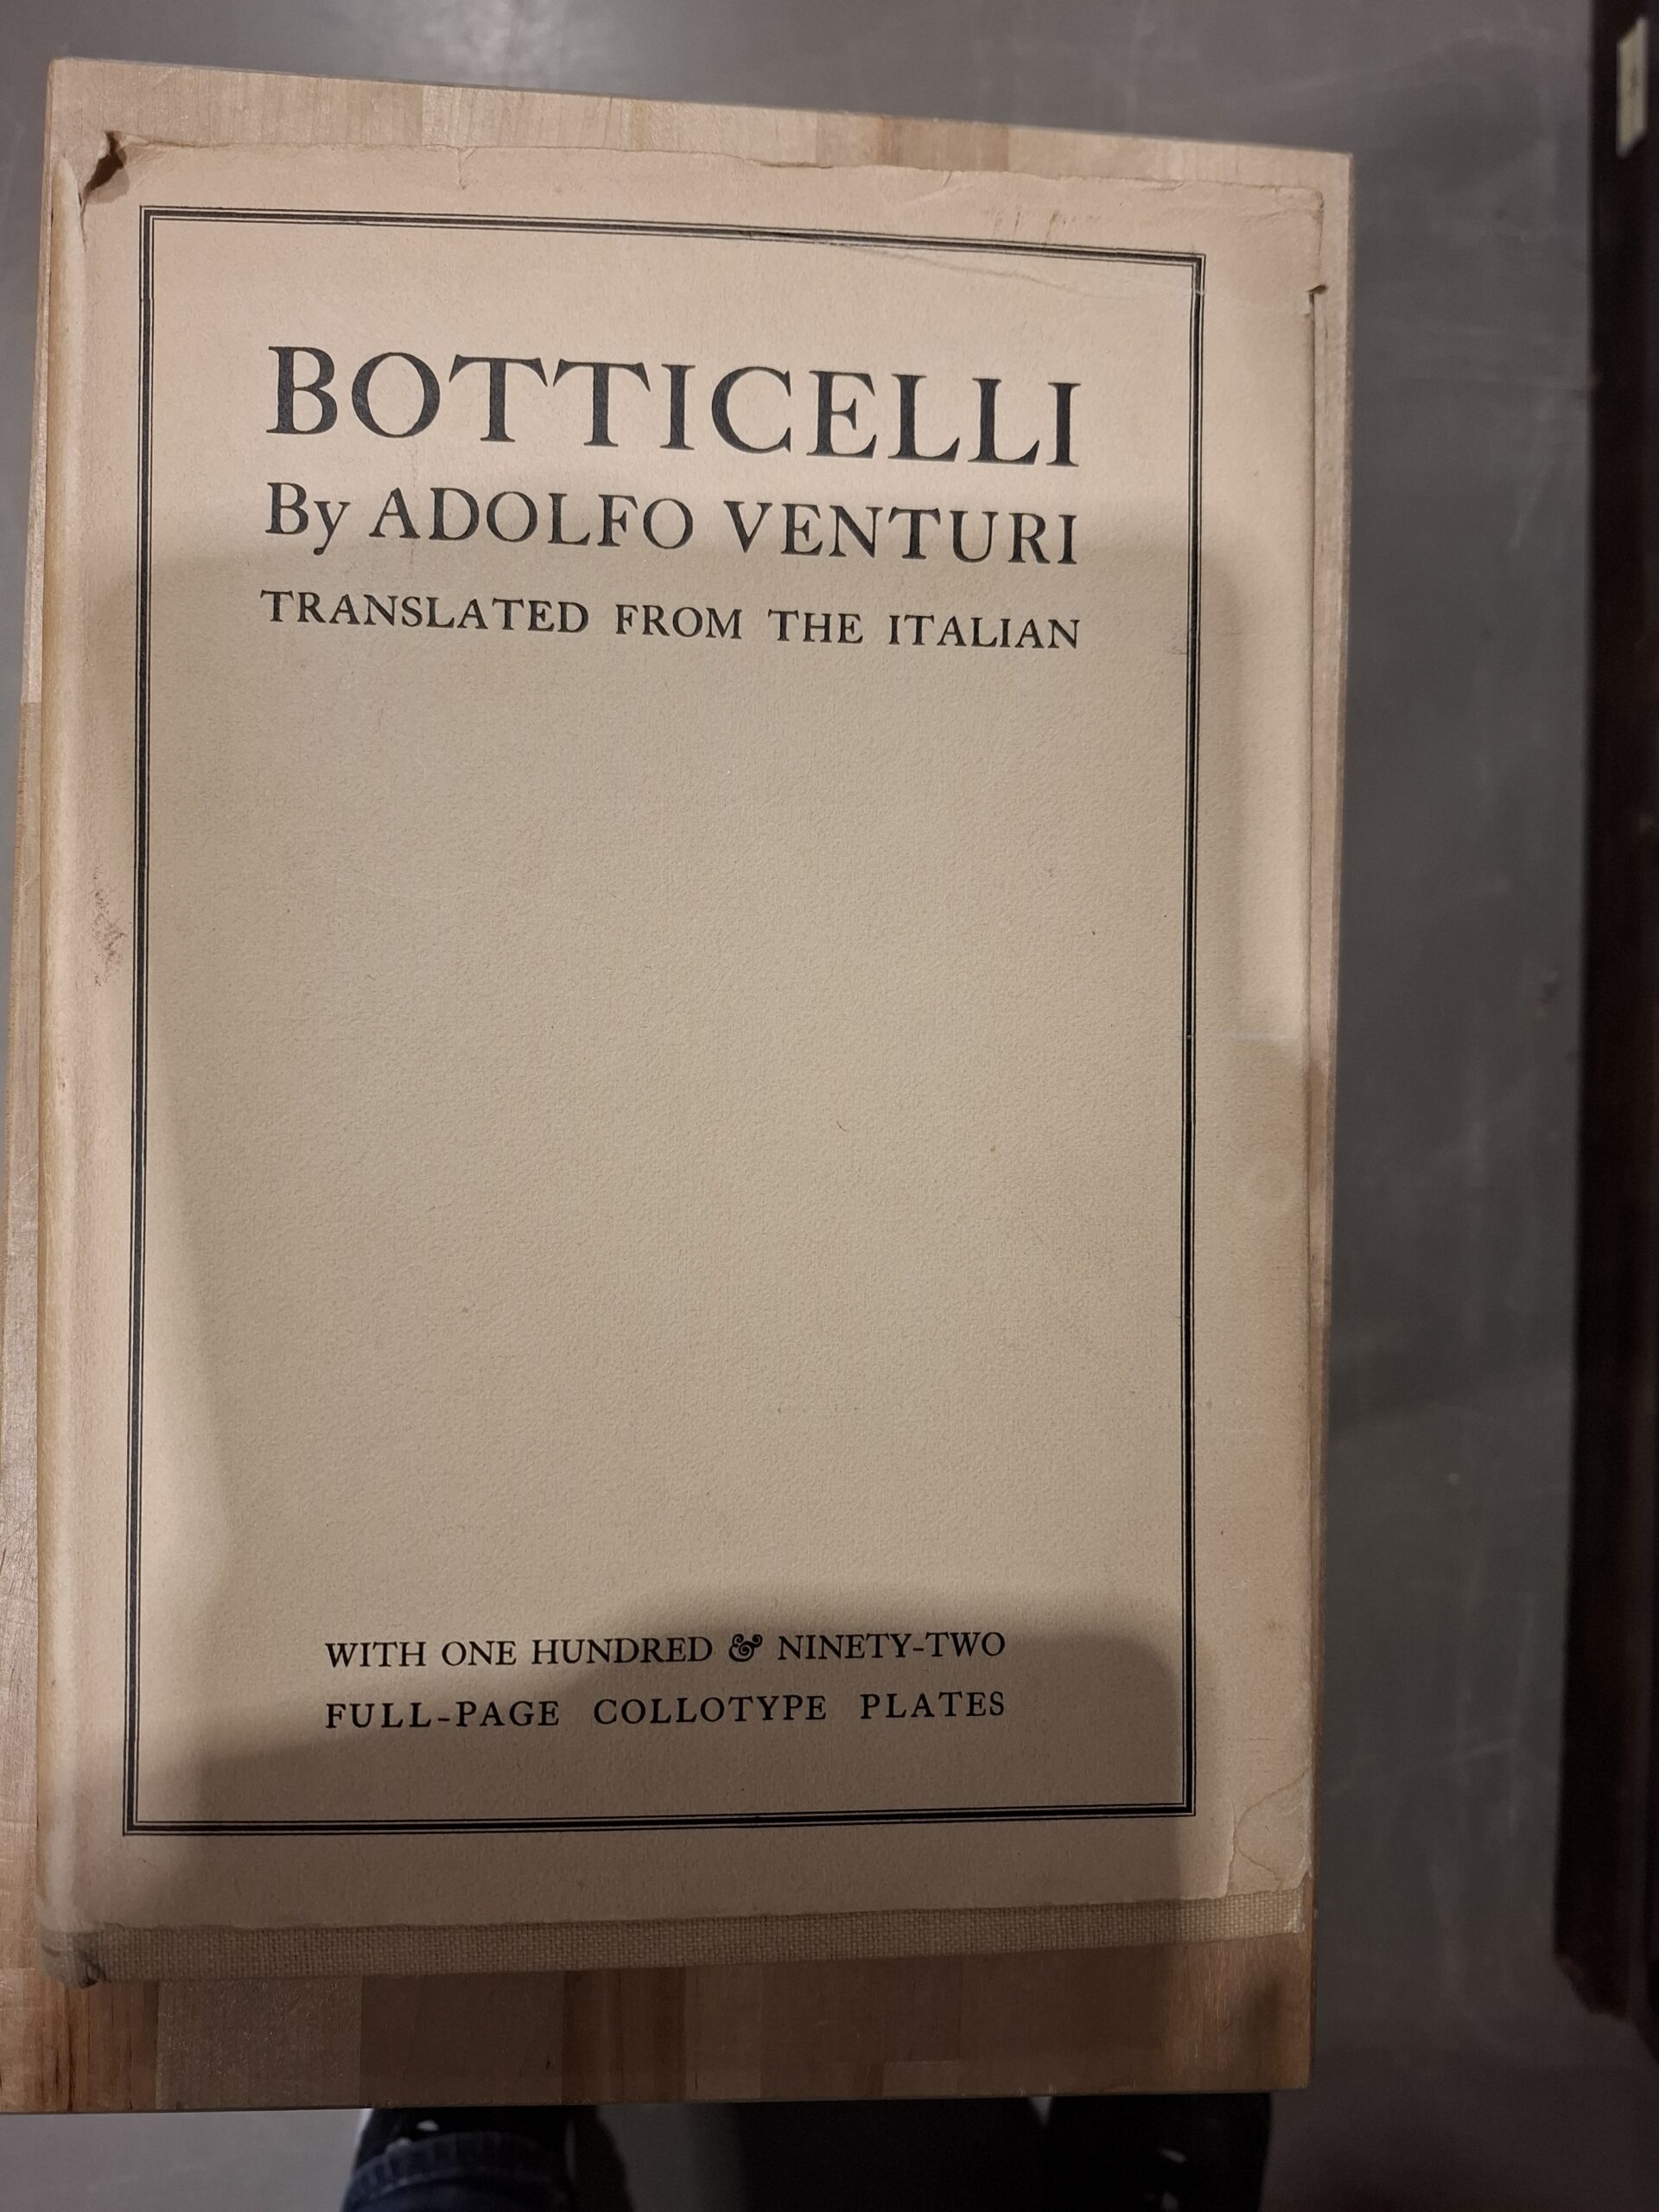 BOTTICELLI
By ADOLFO VENTURI
TRANSLATED FROM THE ITALIAN
WITH ONE HUNDRED & NINETY-TWO
FULL-PAGE COLLOTYPE PLATES